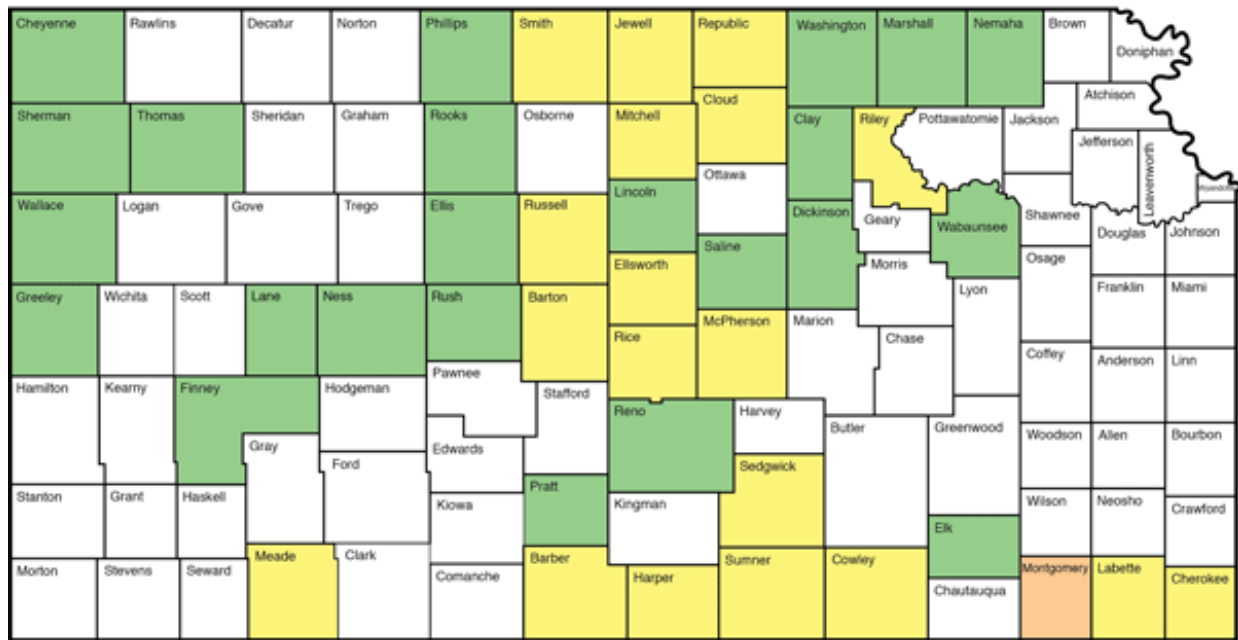 Cheyenne
Rawlins
Decatur
Norton
Phillips
Smith
Jewell
Republic
Washington
Marshall
Nemaha
Brown
Doniphan
Sherman
Thomas
Sheridan
Graham
Rooks
Osborne
Mitchell
Cloud
Clay
Riley
Pottawatomie
Jackson
Atchison
Jefferson
Leavenworth
Wyandotte
Wallace
Logan
Gove
Trego
Ellis
Russell
Lincoln
Ottawa
Dickinson
Geary
Wabaunsee
Shawnee
Douglas
Johnson
Ellsworth
Saline
Morris
Osage
Greeley
Wichita
Scott
Lane
Ness
Rush
Barton
Rice
McPherson
Marion
Chase
Lyon
Franklin
Miami
Hamilton
Kearny
Finney
Hodgeman
Pawnee
Stafford
Reno
Harvey
Butler
Greenwood
Coffey
Anderson
Linn
Gray
Ford
Edwards
Sedgwick
Woodson
Allen
Bourbon
Stanton
Grant
Haskell
Kiowa
Pratt
Kingman
Elk
Wilson
Neosho
Crawford
Morton
Stevens
Seward
Meade
Clark
Comanche
Barber
Harper
Sumner
Cowley
Chautauqua
Montgomery
Labette
Cherokee